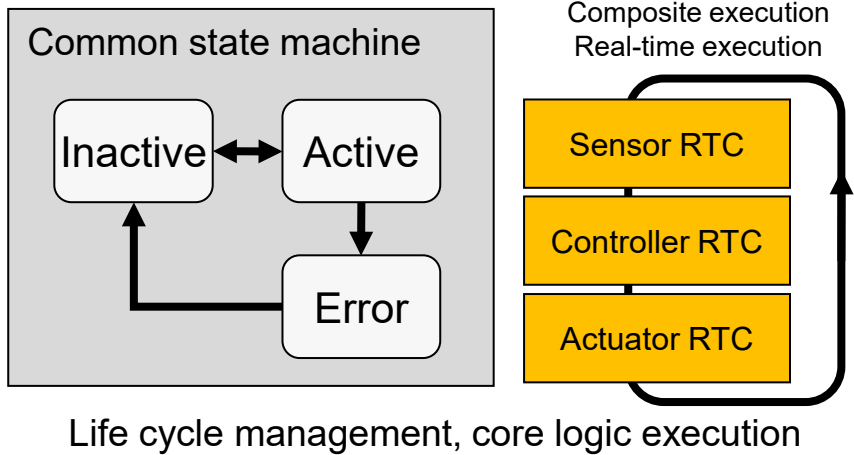 Common state machine
Inactive
Active
Error
Composite execution
Real-time execution
Sensor RTC
Controller RTC
Actuator RTC
Life cycle management, core logic execution